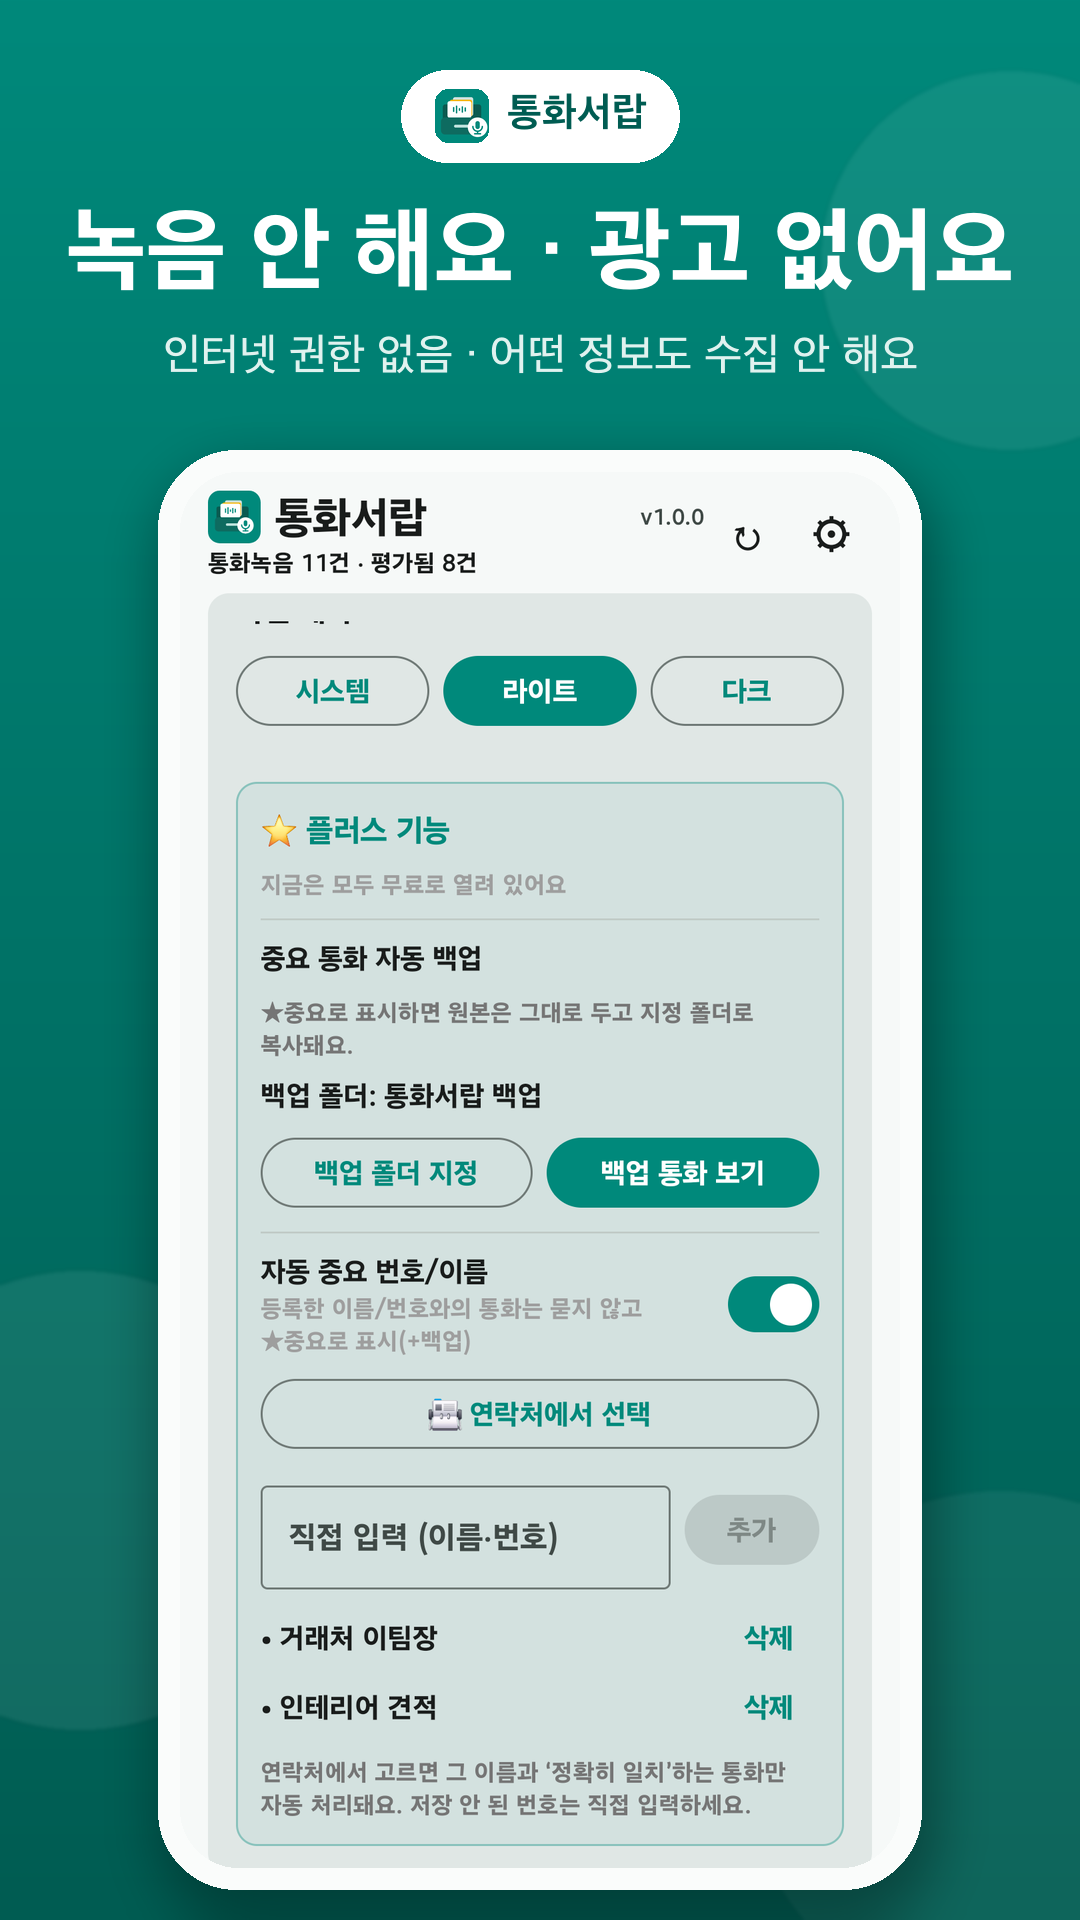 통화서랍
녹음 안 해요 · 광고 없어요
인터넷 권한 없음 · 어떤 정보도 수집 안 해요
통화서랍
v1.0.0
통화녹음 11건 · 평가됨 8건
시스템
라이트
다크
⭐ 플러스 기능
지금은 모두 무료로 열려 있어요
중요 통화 자동 백업
★중요로 표시하면 원본은 그대로 두고 지정 폴더로
복사돼요.
백업 폴더: 통화서랍 백업
백업 폴더 지정
백업 통화 보기
자동 중요 번호/이름
등록한 이름/번호와의 통화는 묻지 않고
★중요로 표시(+백업)
📇 연락처에서 선택
직접 입력 (이름·번호)
추가
• 거래처 이팀장
삭제
• 인테리어 견적
삭제
연락처에서 고르면 그 이름과 ‘정확히 일치’하는 통화만
자동 처리돼요. 저장 안 된 번호는 직접 입력하세요.